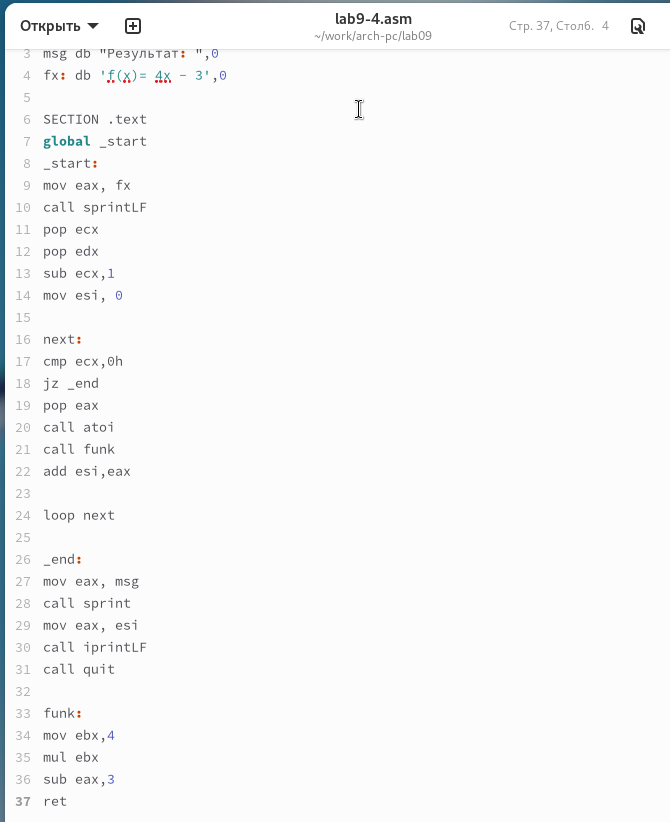 Открыть
lab9-4.asm
~/work/arch-pc/lab09
Стр. 37, Столб. 4
3 msg db "Результат: ",0
4 fx: db 'f(x)= 4x - 3',0
5
6 SECTION .text
7 global _start
8 _start:
9 mov eax, fx
10 call sprintLF
11 pop ecx
12 pop edx
13 sub ecx,1
14 mov esi, 0
15
16 next:
17 cmp ecx,0h
18 jz _end
19 pop eax
20 call atoi
21 call funk
22 add esi,eax
23
24 loop next
25
26 _end:
27 mov eax, msg
28 call sprint
29 mov eax, esi
30 call iprintLF
31 call quit
32
33 funk:
34 mov ebx,4
35 mul ebx
36 sub eax,3
37 ret